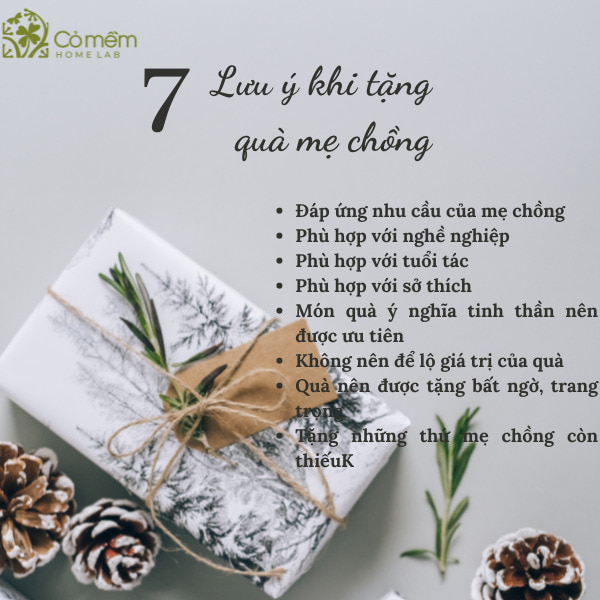 Cỏ mềm
HOME LAB
7 Lưu ý khi tặng
quà mẹ chồng
• Đáp ứng nhu cầu của mẹ chồng
• Phù hợp với nghề nghiệp
• Phù hợp với tuổi tác
• Phù hợp với sở thích
• Món quà ý nghĩa tinh thần nên
được ưu tiên
• Không nên để lộ giá trị của quà
• Quà nên được tặng bất ngờ, trang
trọng
• Tặng những thứ mẹ chồng còn
thiếuK